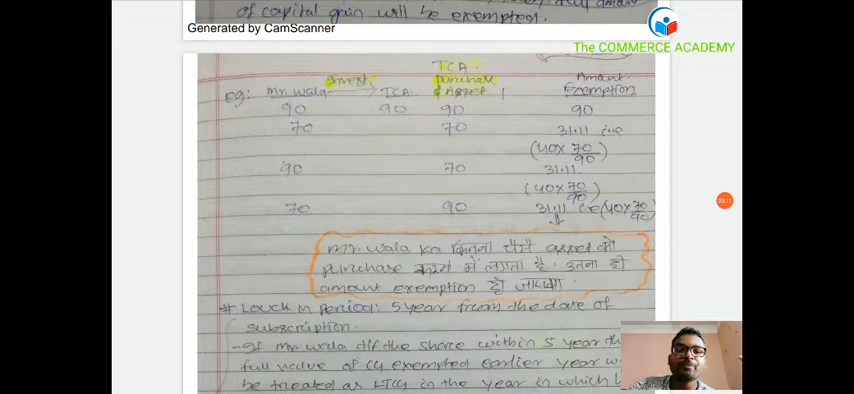 of capital gain will be exempted.
Generated by CamScanner
The COMMERCE ACADEMY
TCA
Invest Purchase Amount
eg: Mr. Wala TCA of Asset Exemption
90 90 90 90
70 70 31.11 i.e
(40x 70/90)
90 70 31.11
(40x 70/90)
70 90 31.11 i.e (40x 70/90)
Mr. Wala ka कितना पैसा asset को
purchase करने में लगता है. उतना ही
amount exemption हो जाएगा
# Louck in Period: 5 year from the date of
subscription.
- If Mr. Wala t/f the share within 5 year
full value of CG exempted earlier year
be treated as LTCG in the year in which
23:11